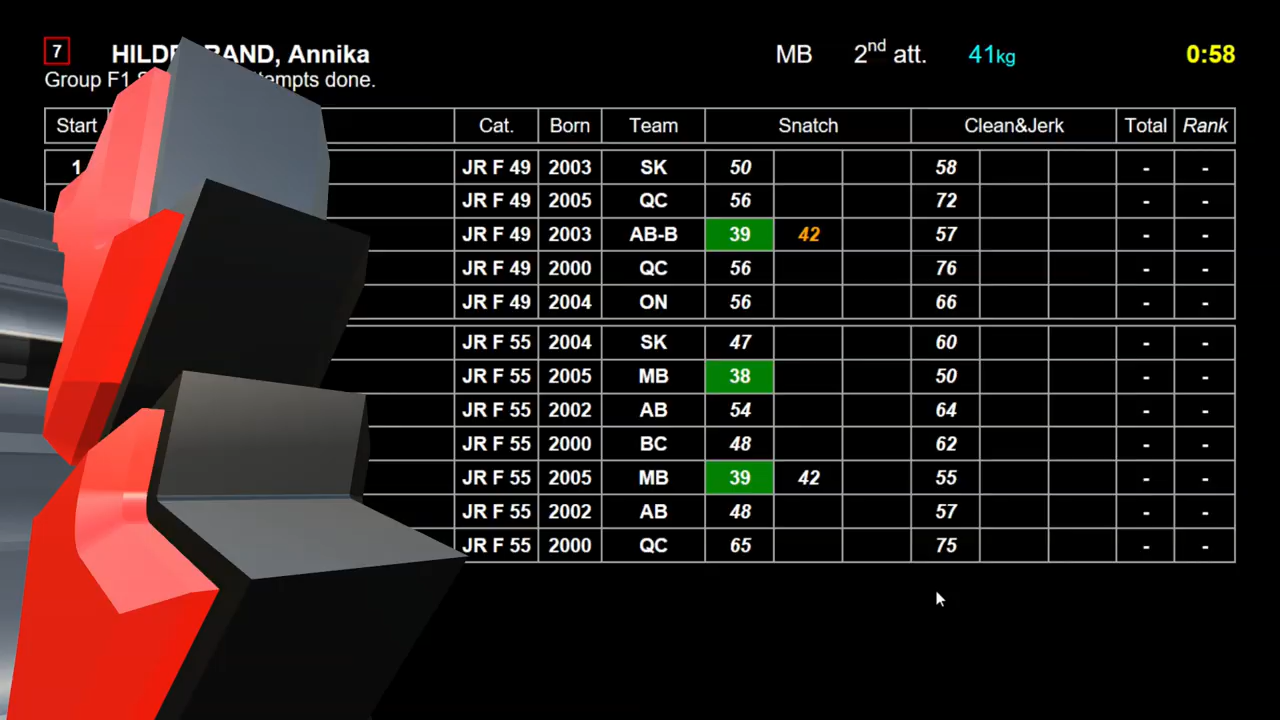 7 HILDE RAND, Annika MB 2nd att. 41kg 0:58
Group F1 empts done.
Start Cat. Born Team Snatch Clean&Jerk Total Rank
1 JR F 49 2003 SK 50 58 - -
JR F 49 2005 QC 56 72 - -
JR F 49 2003 AB-B 39 42 57 - -
JR F 49 2000 QC 56 76 - -
JR F 49 2004 ON 56 66 - -
JR F 55 2004 SK 47 60 - -
JR F 55 2005 MB 38 50 - -
JR F 55 2002 AB 54 64 - -
JR F 55 2000 BC 48 62 - -
JR F 55 2005 MB 39 42 55 - -
JR F 55 2002 AB 48 57 - -
JR F 55 2000 QC 65 75 - -